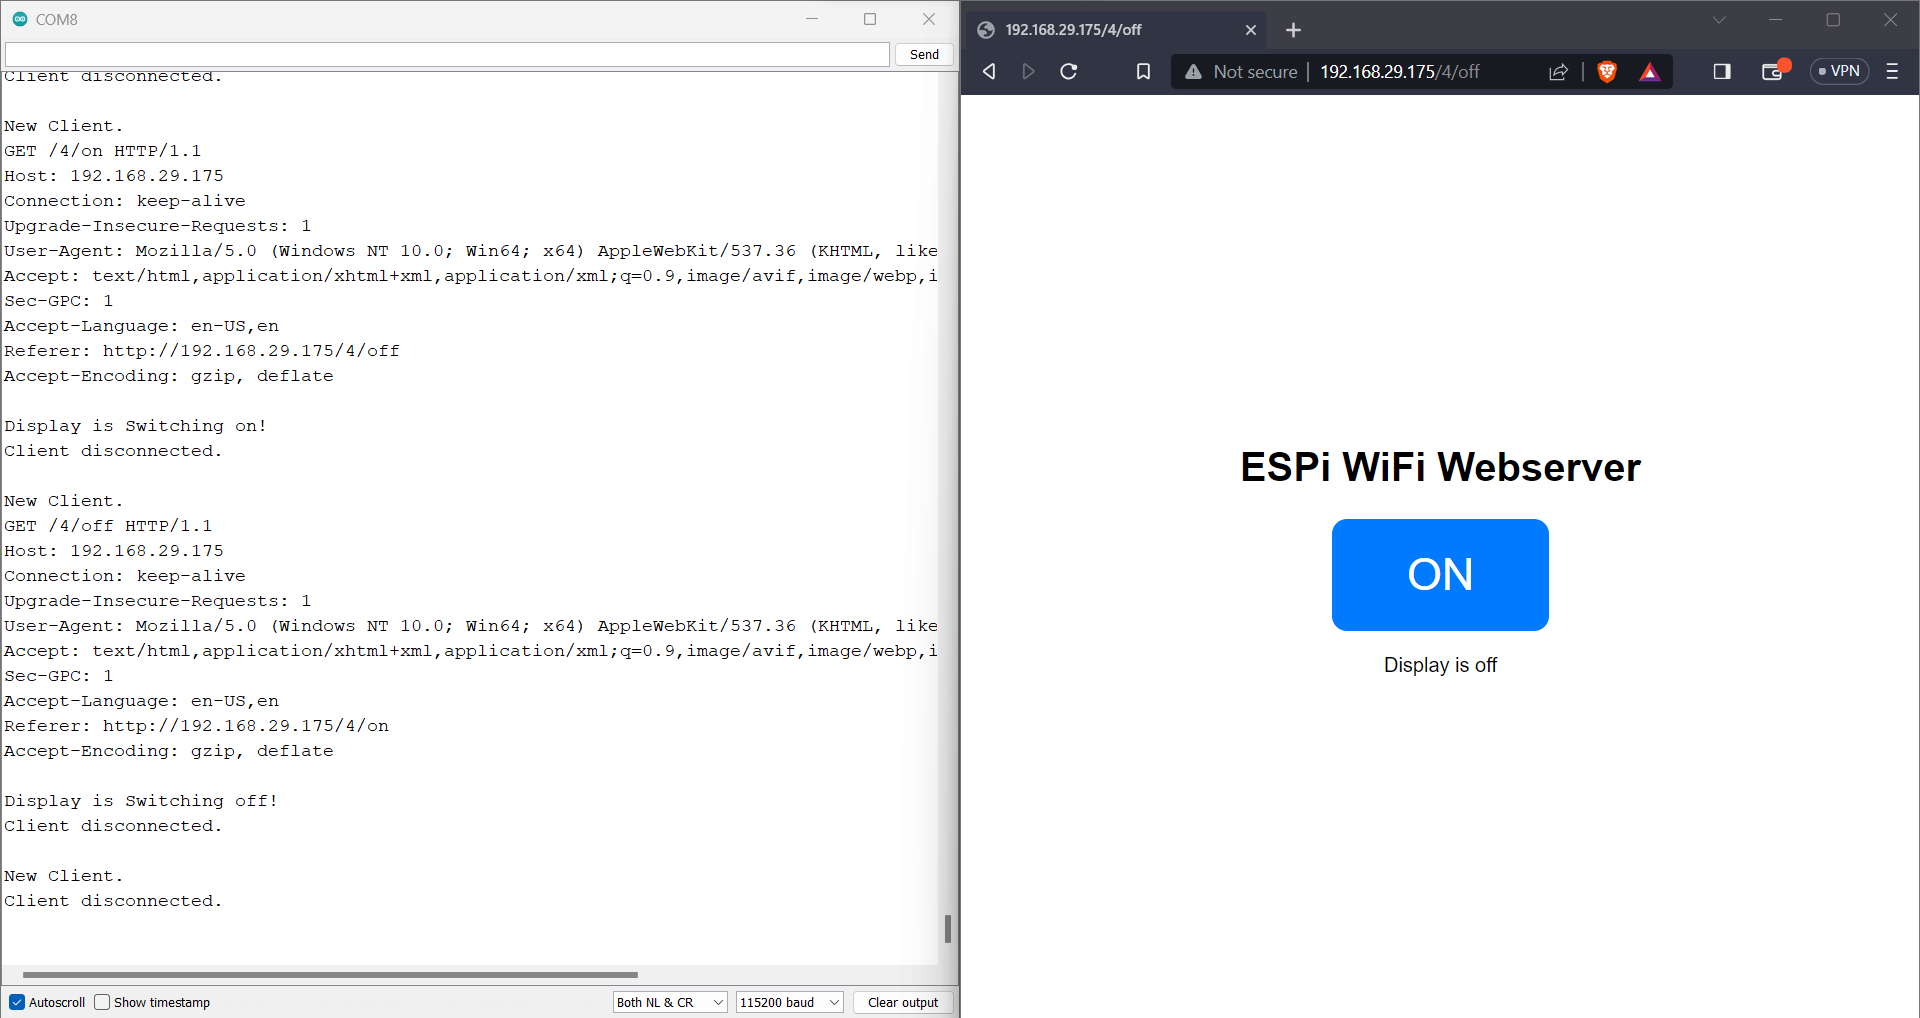 COM8
Send
Client disconnected.
New Client.
GET /4/on HTTP/1.1
Host: 192.168.29.175
Connection: keep-alive
Upgrade-Insecure-Requests: 1
User-Agent: Mozilla/5.0 (Windows NT 10.0; Win64; x64) AppleWebKit/537.36 (KHTML, like
Accept: text/html,application/xhtml+xml,application/xml;q=0.9,image/avif,image/webp,i
Sec-GPC: 1
Accept-Language: en-US,en
Referer: http://192.168.29.175/4/off
Accept-Encoding: gzip, deflate
Display is Switching on!
Client disconnected.
New Client.
GET /4/off HTTP/1.1
Host: 192.168.29.175
Connection: keep-alive
Upgrade-Insecure-Requests: 1
User-Agent: Mozilla/5.0 (Windows NT 10.0; Win64; x64) AppleWebKit/537.36 (KHTML, like
Accept: text/html,application/xhtml+xml,application/xml;q=0.9,image/avif,image/webp,i
Sec-GPC: 1
Accept-Language: en-US,en
Referer: http://192.168.29.175/4/on
Accept-Encoding: gzip, deflate
Display is Switching off!
Client disconnected.
New Client.
Client disconnected.
Autoscroll Show timestamp Both NL & CR 115200 baud Clear output
192.168.29.175/4/off
Not secure 192.168.29.175/4/off VPN
ESPi WiFi Webserver
ON
Display is off